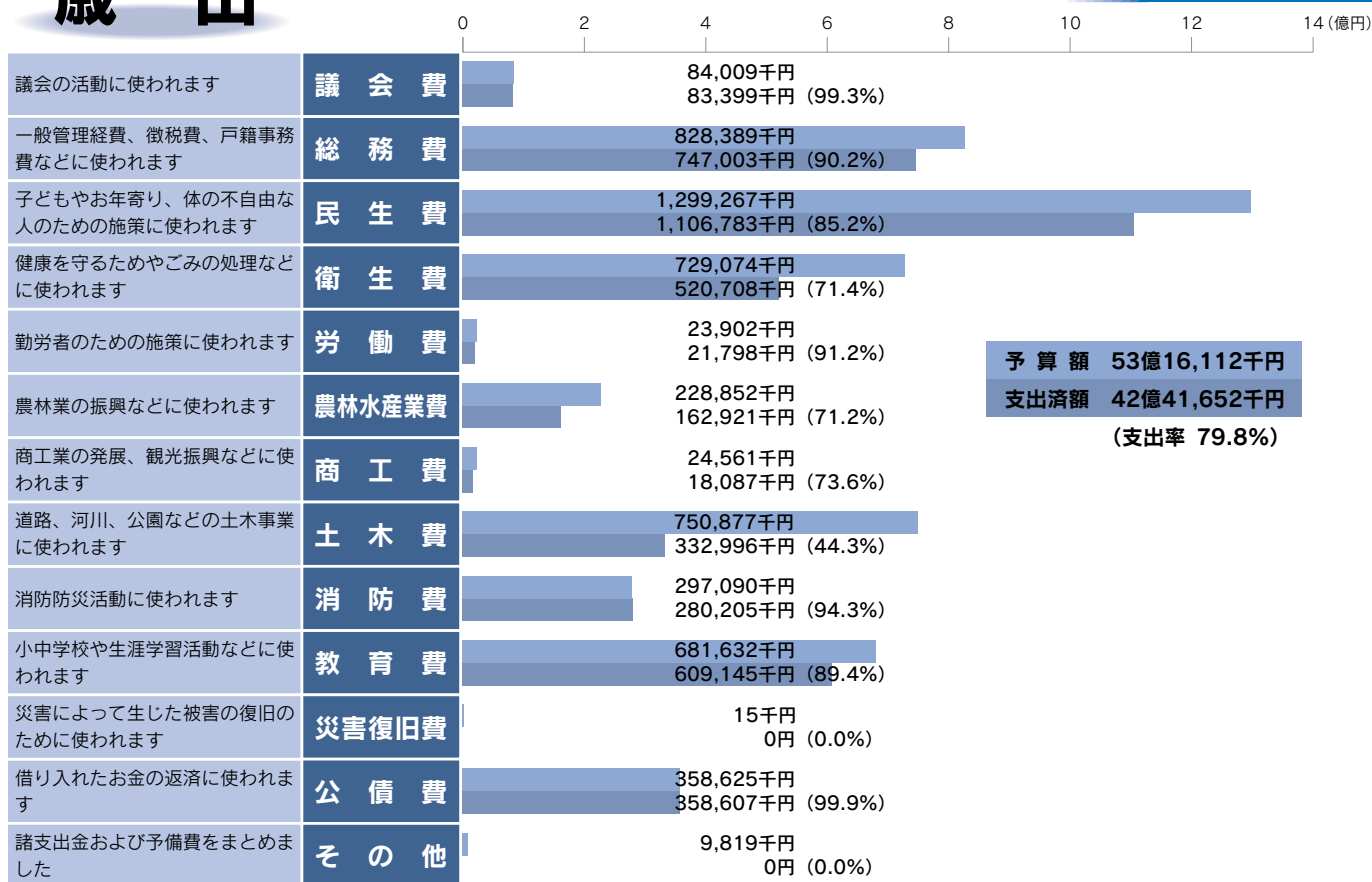 歳出
0 2 4 6 8 10 12 14(億円)
議会の活動に使われます
議会費
84,009千円
83,399千円(99.3%)
一般管理経費、徴税費、戸籍事務
費などに使われます
総務費
828,389千円
747,003千円(90.2%)
子どもやお年寄り、体の不自由な
人のための施策に使われます
民生費
1,299,267千円
1,106,783千円(85.2%)
健康を守るためやごみの処理など
に使われます
衛生費
729,074千円
520,708千円(71.4%)
勤労者のための施策に使われます
労働費
23,902千円
21,798千円(91.2%)
農林業の振興などに使われます
農林水産業費
228,852千円
162,921千円(71.2%)
商工業の発展、観光振興などに使
われます
商工費
24,561千円
18,087千円(73.6%)
道路、河川、公園などの土木事業
に使われます
土木費
750,877千円
332,996千円(44.3%)
消防防災活動に使われます
消防費
297,090千円
280,205千円(94.3%)
小中学校や生涯学習活動などに使
われます
教育費
681,632千円
609,145千円(89.4%)
災害によって生じた被害の復旧の
ために使われます
災害復旧費
15千円
0円(0.0%)
借り入れたお金の返済に使われま
す
公債費
358,625千円
358,607千円(99.9%)
諸支出金および予備費をまとめま
した
その他
9,819千円
0円(0.0%)
予算額 53億16,112千円
支出済額 42億41,652千円
(支出率 79.8%)